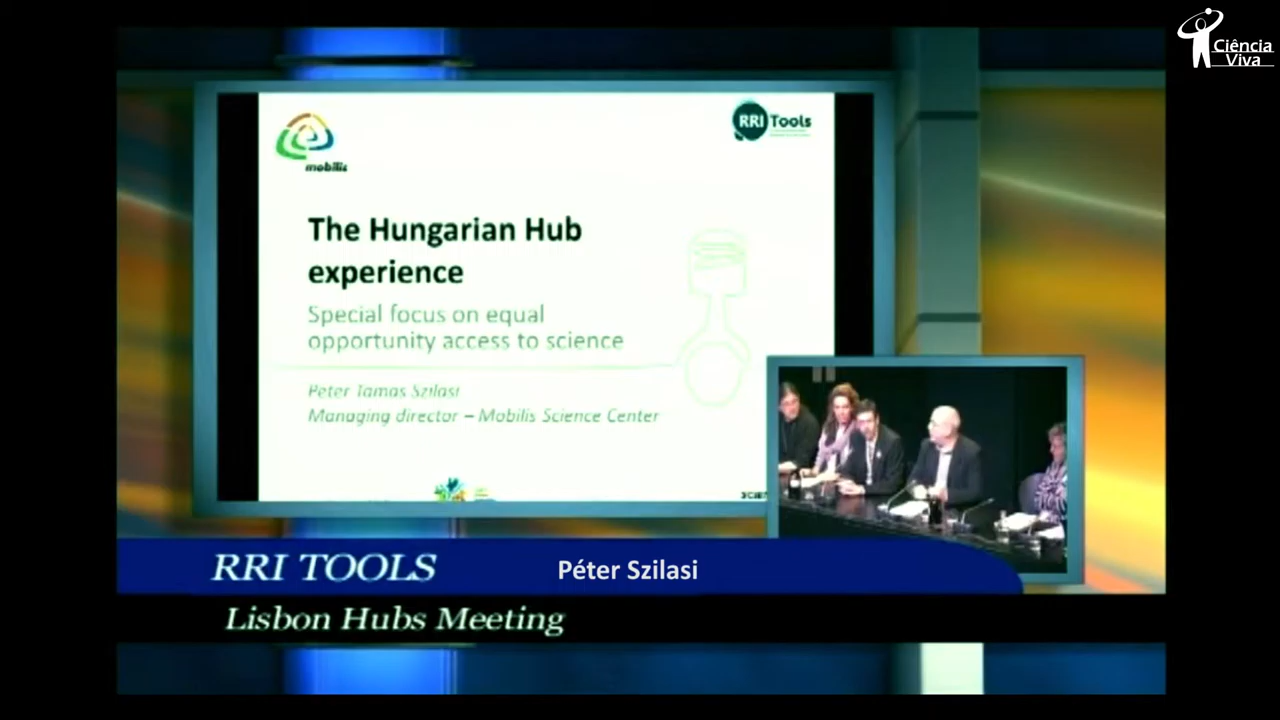 Ciência
Viva
mobilis
RRI Tools
The Hungarian Hub
experience
Special focus on equal
opportunity access to science
Peter Tamas Szilasi
Managing director – Mobilis Science Center
RRI TOOLS
Péter Szilasi
Lisbon Hubs Meeting